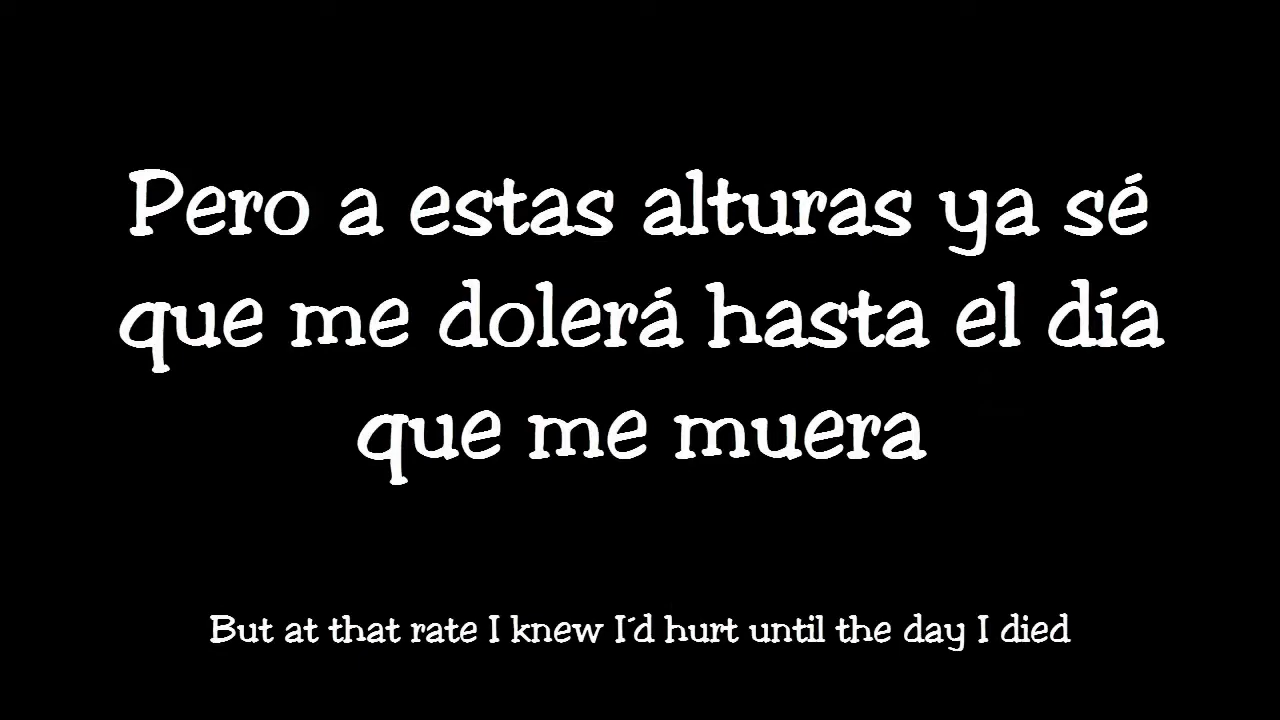 Pero a estas alturas ya sé
que me dolerá hasta el día
que me muera
But at that rate I knew I´d hurt until the day I died